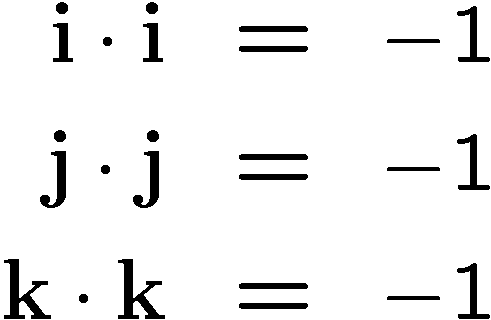 i · i = −1
j · j = −1
k · k = −1